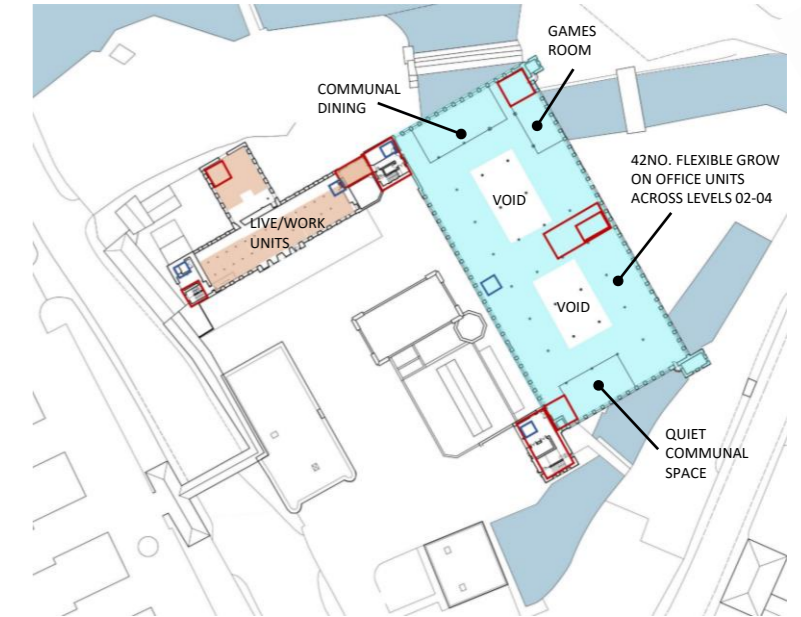 GAMES
ROOM
COMMUNAL
DINING
42NO. FLEXIBLE GROW
ON OFFICE UNITS
ACROSS LEVELS 02-04
VOID
LIVE/WORK
UNITS
VOID
QUIET
COMMUNAL
SPACE